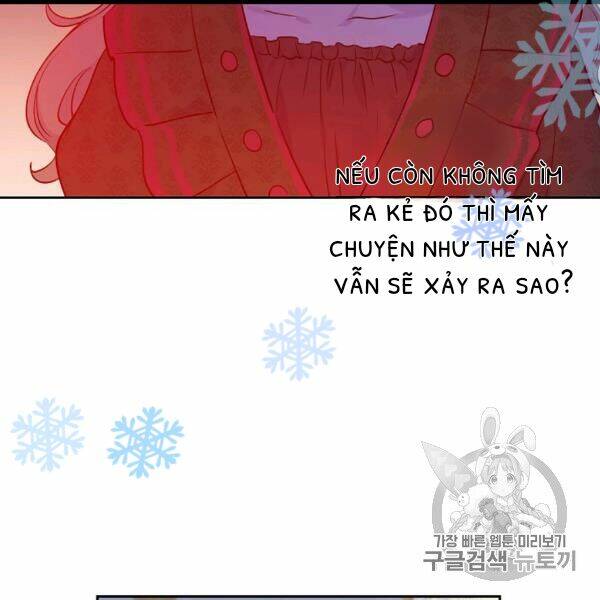 NẾU CÒN KHÔNG TÌM
RA KẺ ĐÓ THÌ MẤY
CHUYỆN NHƯ THẾ NÀY
VẪN SẼ XẢY RA SAO?
가장 빠른 웹툰 미리보기
구글검색 뉴토끼